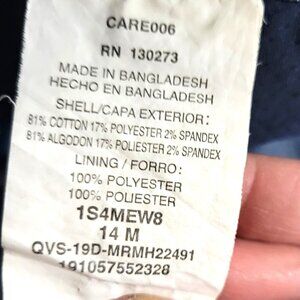 CARE006
RN 130273
MADE IN BANGLADESH
HECHO EN BANGLADESH
SHELL/CAPA EXTERIOR:
81% COTTON 17% POLYESTER 2% SPANDEX
81% ALGODON 17% POLIESTER 2% SPANDEX
LINING / FORRO:
100% POLYESTER
100% POLIESTER
1S4MEW8
14 M
QVS-19D-MRMH22491
191057552328